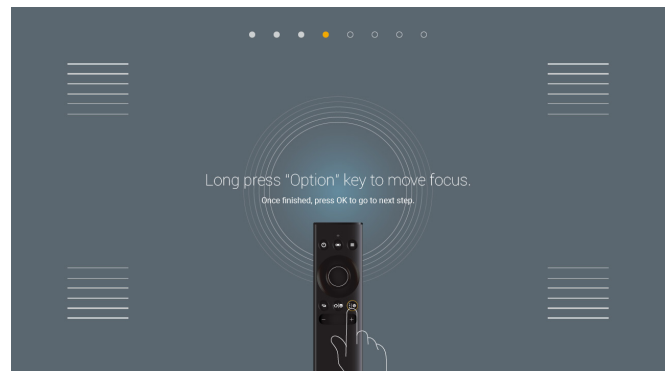 Long press "Option" key to move focus.
Once finished, press OK to go to next step.